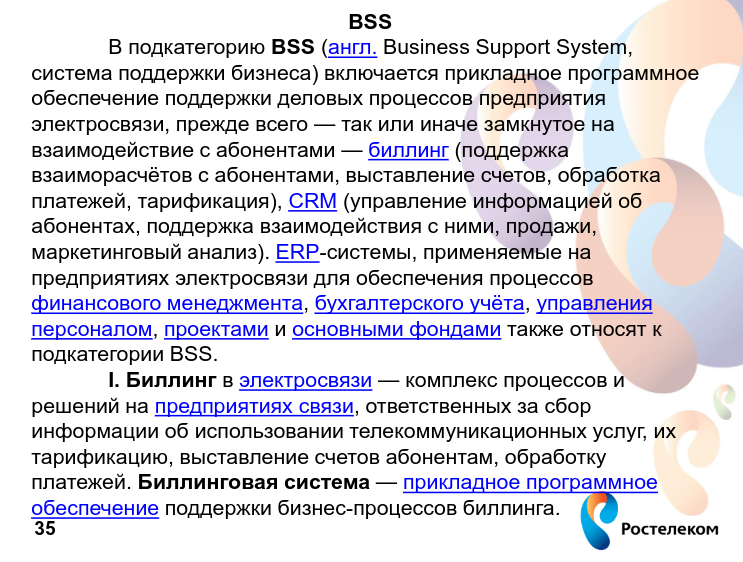 BSS
В подкатегорию BSS (англ. Business Support System,
система поддержки бизнеса) включается прикладное программное
обеспечение поддержки деловых процессов предприятия
электросвязи, прежде всего — так или иначе замкнутое на
взаимодействие с абонентами — биллинг (поддержка
взаиморасчётов с абонентами, выставление счетов, обработка
платежей, тарификация), CRM (управление информацией об
абонентах, поддержка взаимодействия с ними, продажи,
маркетинговый анализ). ERP-системы, применяемые на
предприятиях электросвязи для обеспечения процессов
финансового менеджмента, бухгалтерского учёта, управления
персоналом, проектами и основными фондами также относят к
подкатегории BSS.
I. Биллинг в электросвязи — комплекс процессов и
решений на предприятиях связи, ответственных за сбор
информации об использовании телекоммуникационных услуг, их
тарификацию, выставление счетов абонентам, обработку
платежей. Биллинговая система — прикладное программное
обеспечение поддержки бизнес-процессов биллинга.
35
Ростелеком